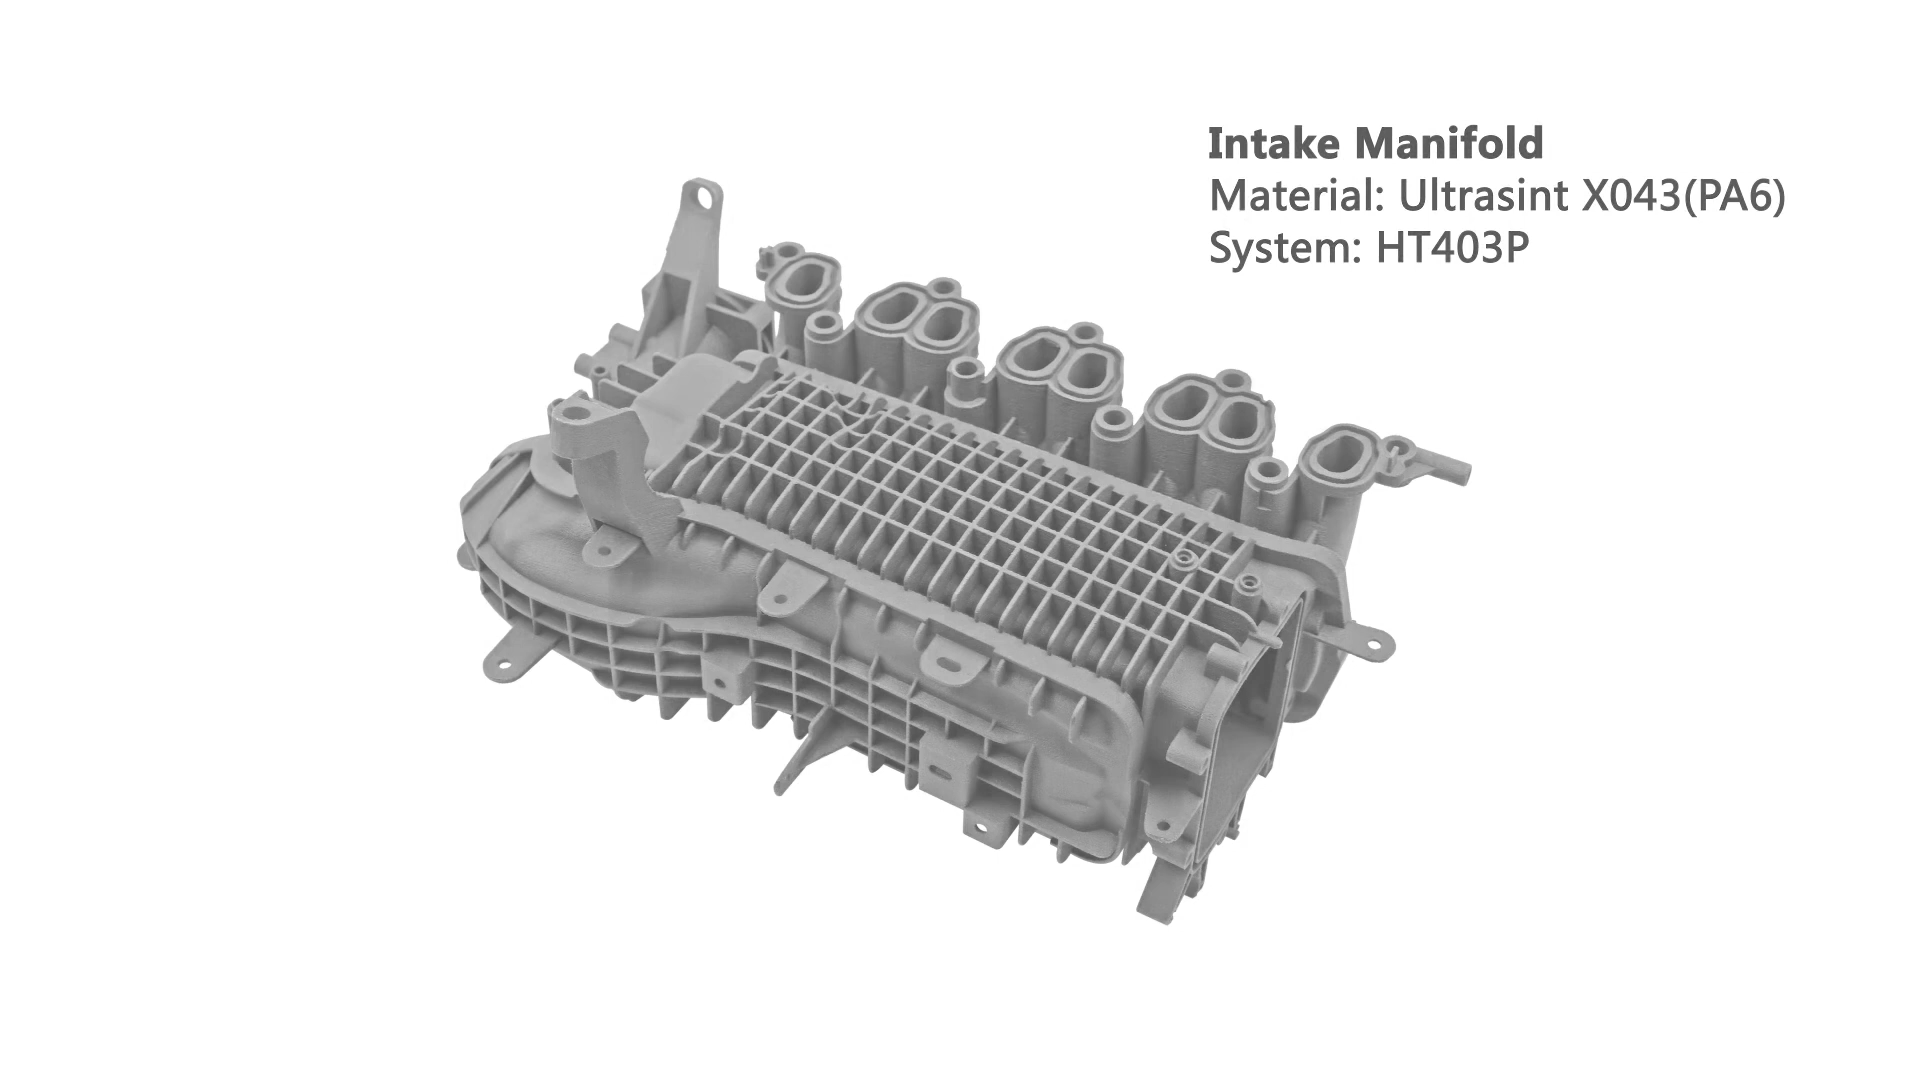 Intake Manifold
Material: Ultrasint X043(PA6)
System: HT403P